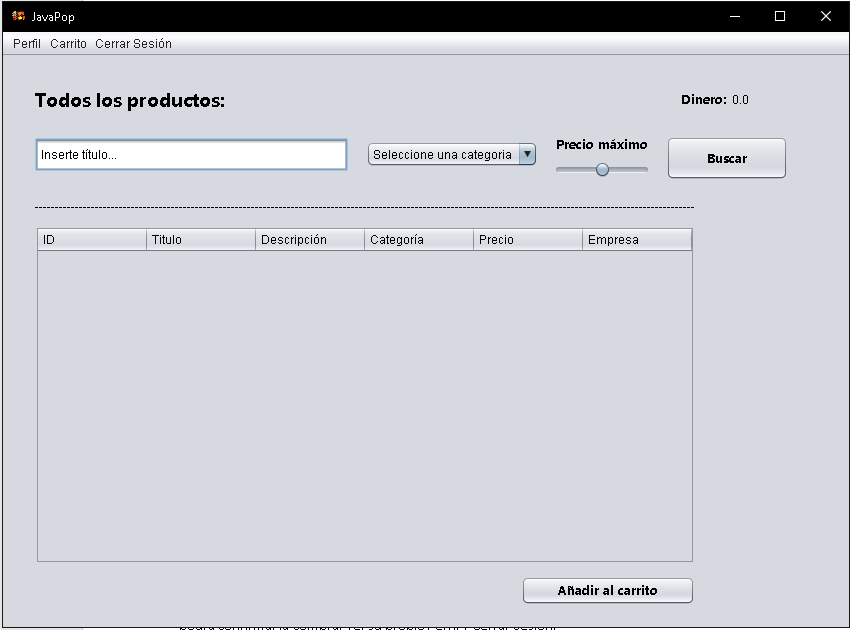 JavaPop
Perfil Carrito Cerrar Sesión
Todos los productos:
Dinero: 0.0
Inserte título...
Seleccione una categoria
Precio máximo
Buscar
ID Titulo Descripción Categoría Precio Empresa
Añadir al carrito